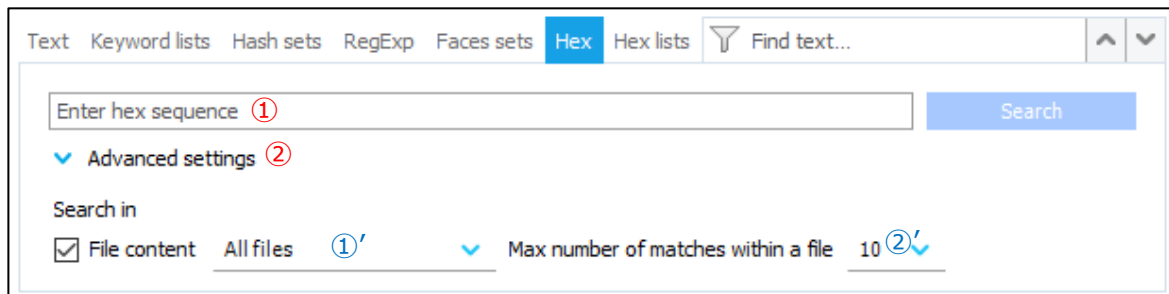 Text Keyword lists Hash sets RegExp Faces sets Hex Hex lists Find text...
Enter hex sequence ① Search
Advanced settings ②
Search in
File content All files ①′ Max number of matches within a file 10 ②′